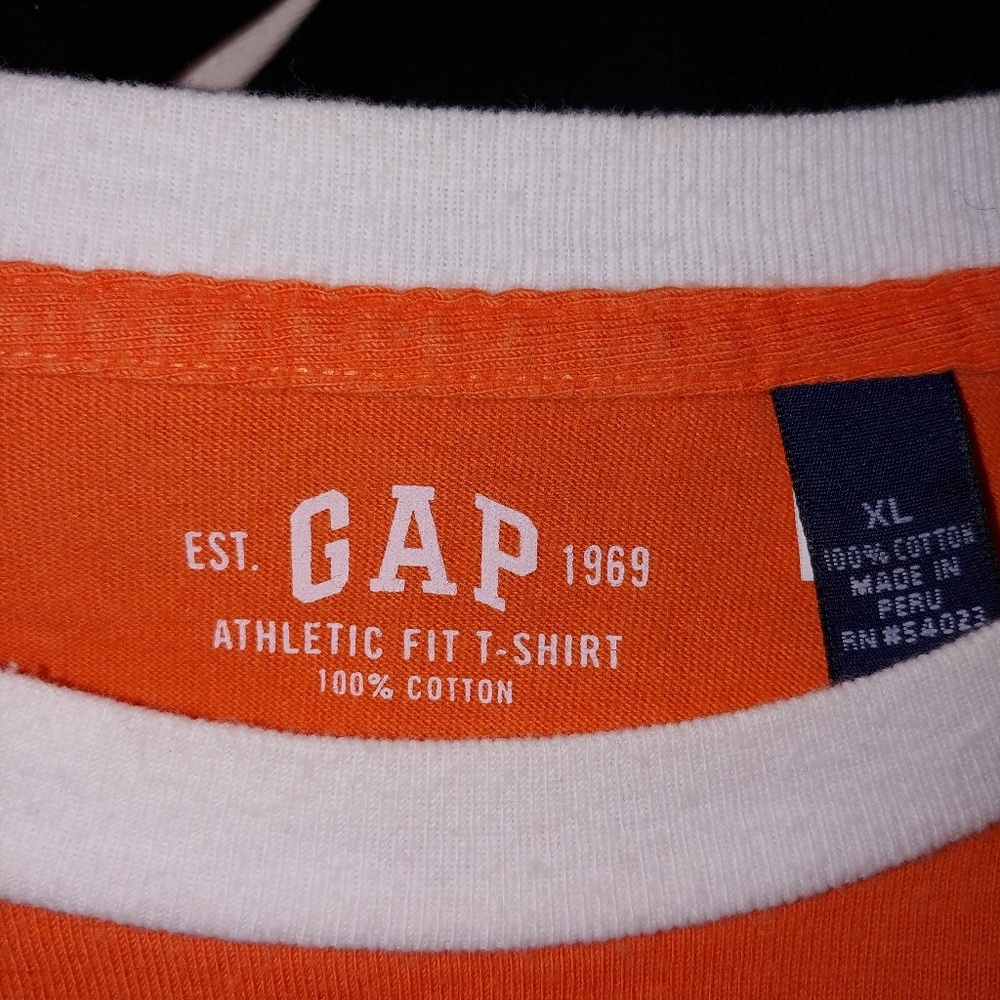 EST. GAP 1969
ATHLETIC FIT T-SHIRT
100% COTTON
XL
100% COTTON
MADE IN
PERU
RN #54023